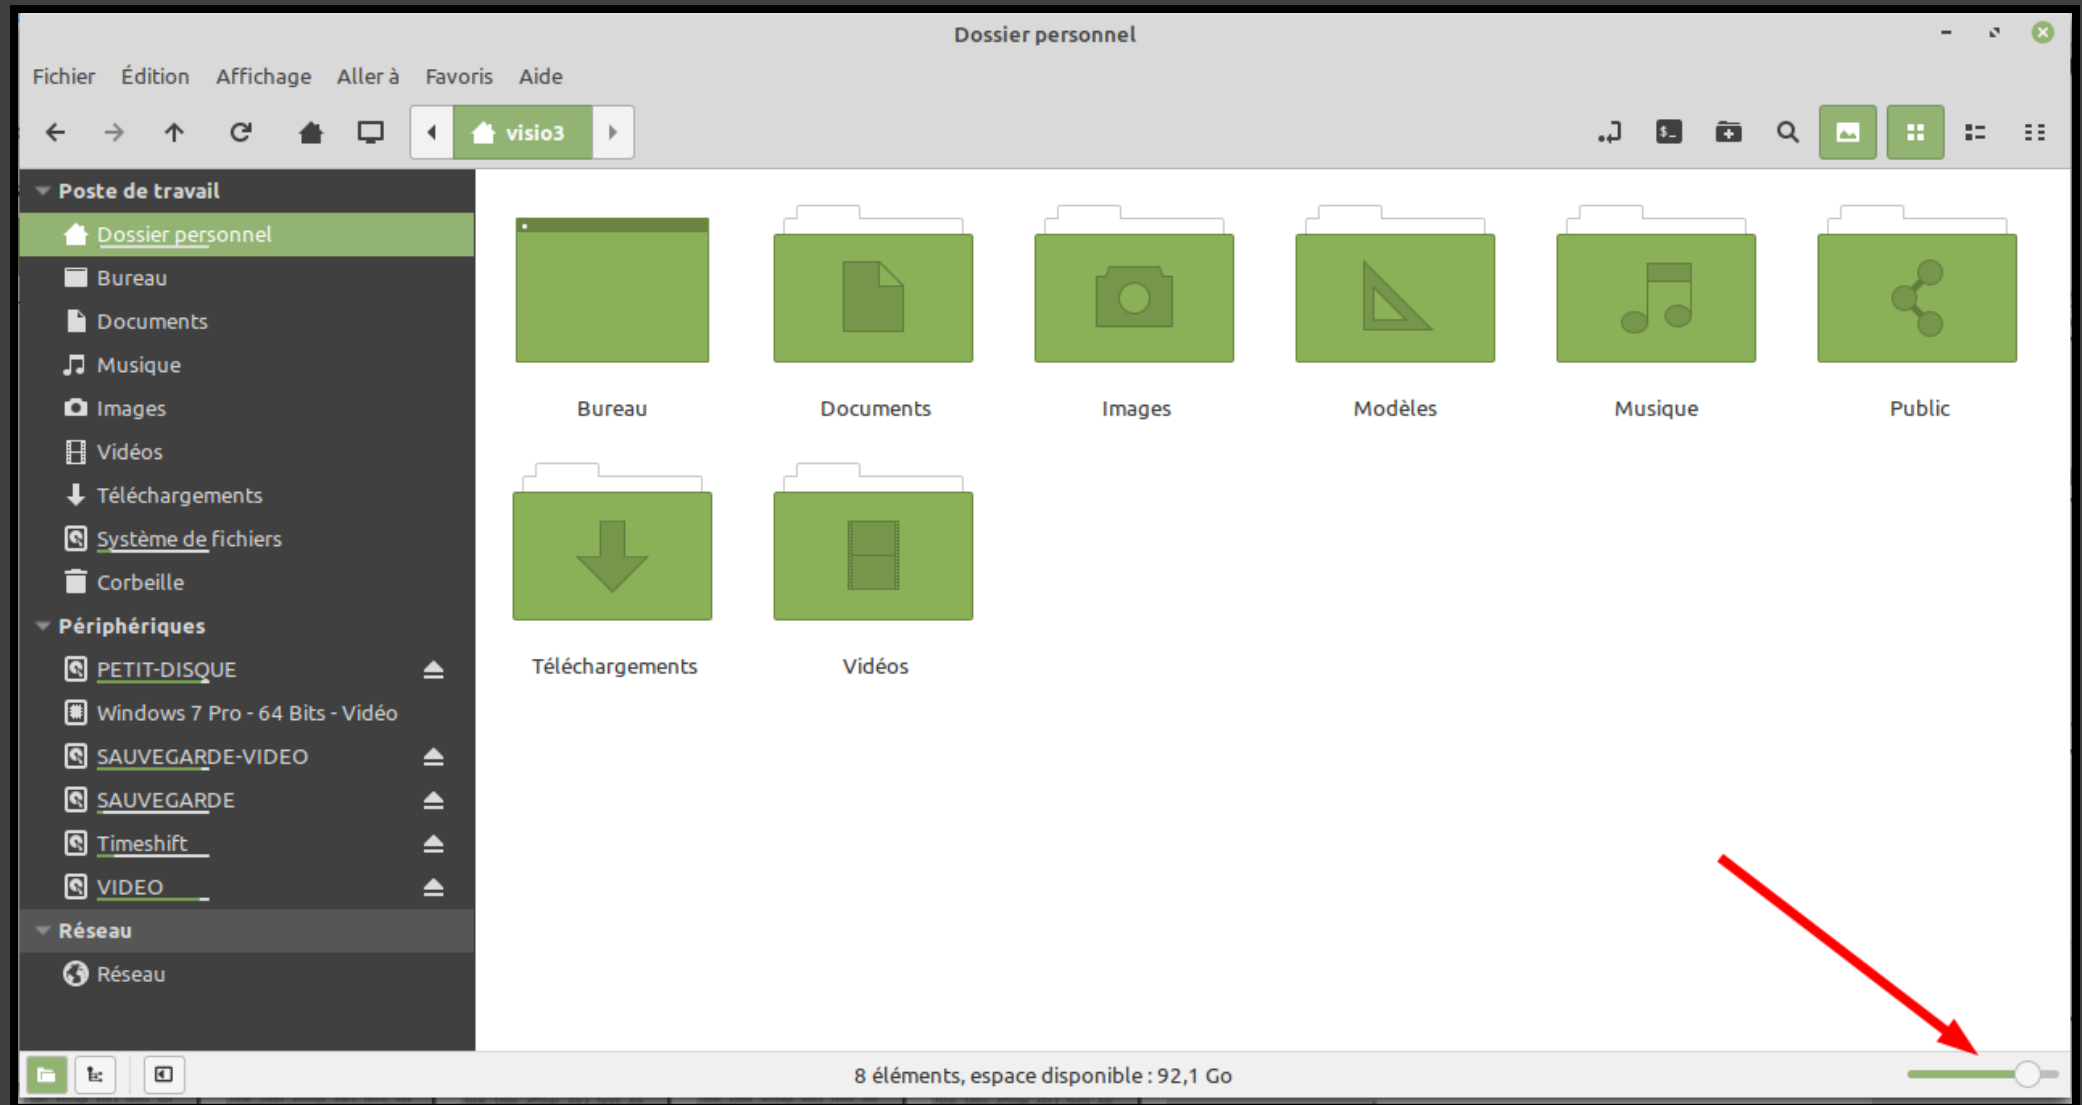 Dossier personnel
Fichier Édition Affichage Aller à Favoris Aide
visio3
Poste de travail
Dossier personnel
Bureau
Documents
Musique
Images
Vidéos
Téléchargements
Système de fichiers
Corbeille
Périphériques
PETIT-DISQUE
Windows 7 Pro - 64 Bits - Vidéo
SAUVEGARDE-VIDEO
SAUVEGARDE
Timeshift
VIDEO
Réseau
Réseau
Bureau Documents Images Modèles Musique Public
Téléchargements Vidéos
8 éléments, espace disponible : 92,1 Go